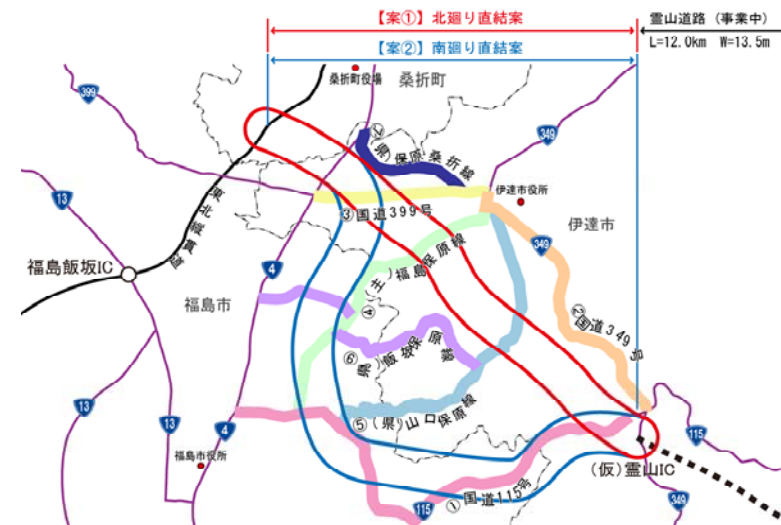 【案①】北廻り直結案
霊山道路（事業中）
L=12.0km W=13.5m
【案②】南廻り直結案
桑折町役場
桑折町
399
349
⑦(県)保原桑折線
13
伊達市役所
東北縦貫道
③国道399号
伊達市
349
福島飯坂IC
4
(主)福島保原線
福島市
④
②国道349号
⑥(県)飯坂保原線
13
13
4
⑤(県)山口保原線
115
福島市役所
(仮)霊山IC
①国道115号
115
349